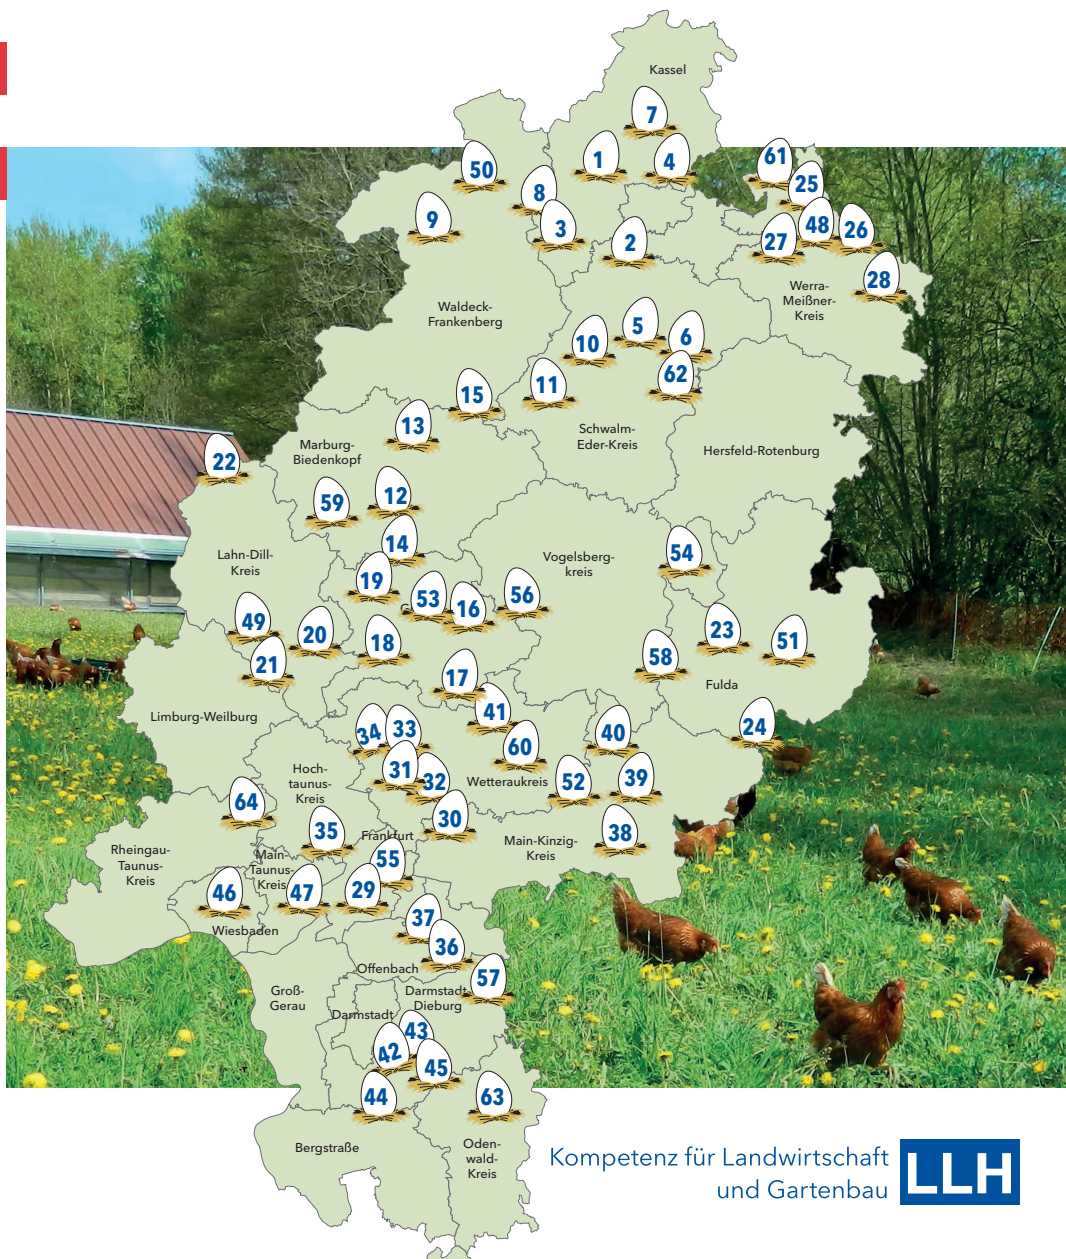 Kassel
7
1
4
61
50
25
8
9
3
48
26
2
27
28
Werra-
Meißner-
Kreis
Waldeck-
Frankenberg
5
6
10
62
11
15
13
Schwalm-
Eder-Kreis
Marburg-
Biedenkopf
Hersfeld-Rotenburg
22
12
59
14
54
Lahn-Dill-
Kreis
Vogelsberg-
kreis
19
53
16
56
49
20
18
23
51
21
58
17
Fulda
41
Limburg-Weilburg
34
33
40
24
60
31
32
Hoch-
taunus-
Kreis
Wetteraukreis
52
39
64
30
35
Frankfurt
38
Main-Kinzig-
Kreis
Rheingau-
Taunus-
Kreis
Main-
Taunus-
Kreis
55
46
47
29
37
Wiesbaden
36
Offenbach
57
Groß-
Gerau
Darmstadt-
Dieburg
Darmstadt
43
42
45
44
63
Bergstraße
Oden-
wald-
Kreis
Kompetenz für Landwirtschaft
und Gartenbau
LLH